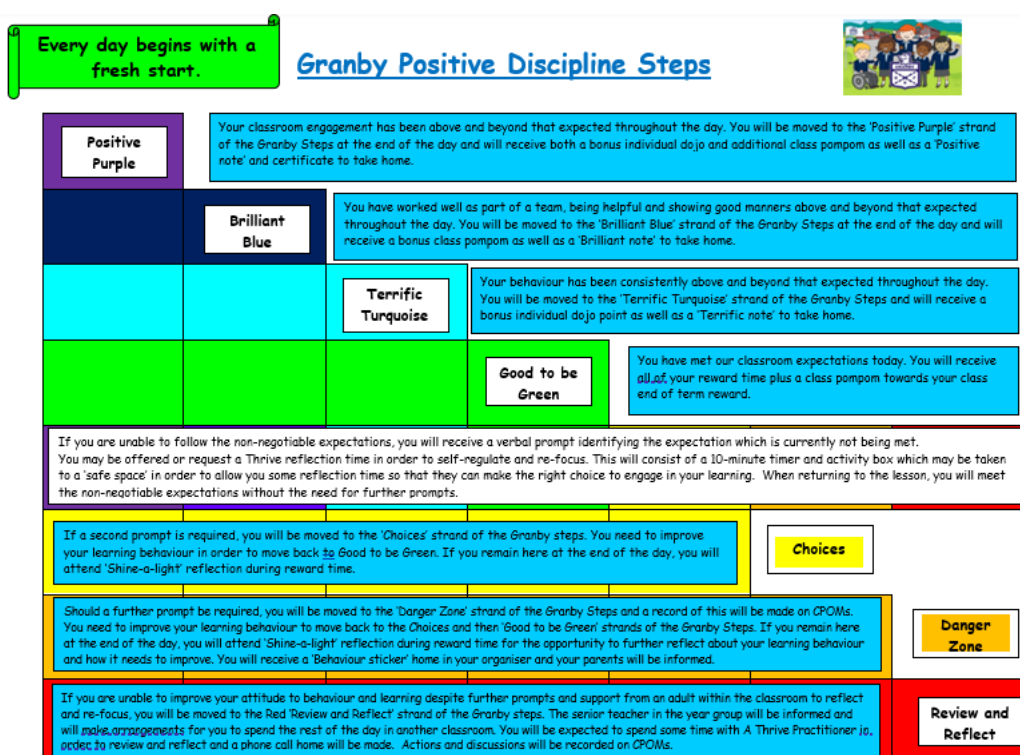 Every day begins with a
fresh start.
Granby Positive Discipline Steps
Positive
Purple
Your classroom engagement has been above and beyond that expected throughout the day. You will be moved to the 'Positive Purple' strand
of the Granby Steps at the end of the day and will receive both a bonus individual dojo and additional class pompom as well as a 'Positive
note' and certificate to take home.
Brilliant
Blue
You have worked well as part of a team, being helpful and showing good manners above and beyond that expected
throughout the day. You will be moved to the 'Brilliant Blue' strand of the Granby Steps at the end of the day and will
receive a bonus class pompom as well as a 'Brilliant note' to take home.
Terrific
Turquoise
Your behaviour has been consistently above and beyond that expected throughout the day.
You will be moved to the 'Terrific Turquoise' strand of the Granby Steps and will receive a
bonus individual dojo point as well as a 'Terrific note' to take home.
Good to be
Green
You have met our classroom expectations today. You will receive
all of your reward time plus a class pompom towards your class
end of term reward.
If you are unable to follow the non-negotiable expectations, you will receive a verbal prompt identifying the expectation which is currently not being met.
You may be offered or request a Thrive reflection time in order to self-regulate and re-focus. This will consist of a 10-minute timer and activity box which may be taken
to a 'safe space' in order to allow you some reflection time so that they can make the right choice to engage in your learning. When returning to the lesson, you will meet
the non-negotiable expectations without the need for further prompts.
If a second prompt is required, you will be moved to the 'Choices' strand of the Granby steps. You need to improve
your learning behaviour in order to move back to Good to be Green. If you remain here at the end of the day, you will
attend 'Shine-a-light' reflection during reward time.
Choices
Should a further prompt be required, you will be moved to the 'Danger Zone' strand of the Granby Steps and a record of this will be made on CPOMs.
You need to improve your learning behaviour to move back to the Choices and then 'Good to be Green' strands of the Granby Steps. If you remain here
at the end of the day, you will attend 'Shine-a-light' reflection during reward time for the opportunity to further reflect about your learning behaviour
and how it needs to improve. You will receive a 'Behaviour sticker' home in your organiser and your parents will be informed.
Danger
Zone
If you are unable to improve your attitude to behaviour and learning despite further prompts and support from an adult within the classroom to reflect
and re-focus, you will be moved to the Red 'Review and Reflect' strand of the Granby steps. The senior teacher in the year group will be informed and
will make arrangements for you to spend the rest of the day in another classroom. You will be expected to spend some time with A Thrive Practitioner in
order to review and reflect and a phone call home will be made. Actions and discussions will be recorded on CPOMs.
Review and
Reflect